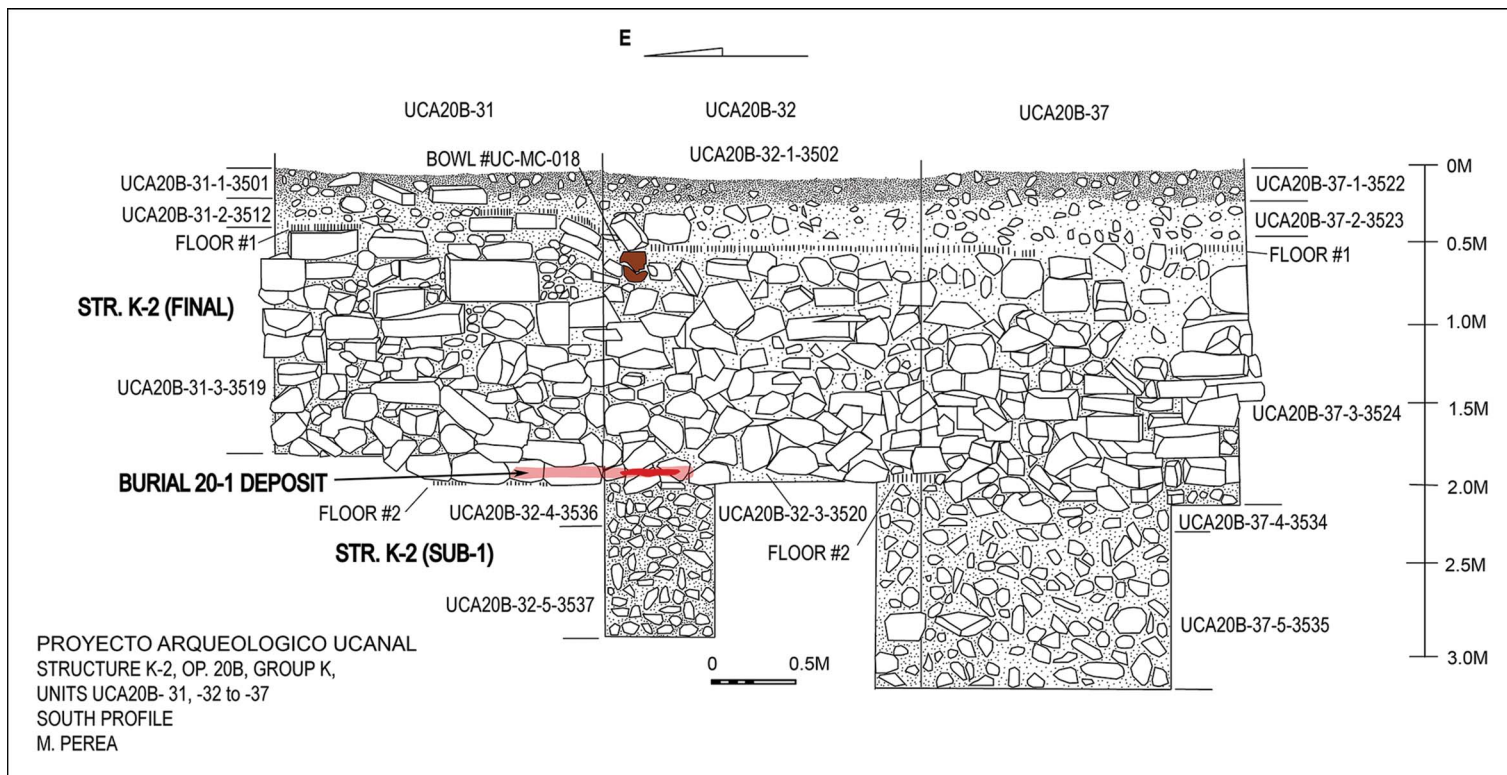 E
UCA20B-31
UCA20B-32
UCA20B-37
BOWL #UC-MC-018
UCA20B-32-1-3502
0M
UCA20B-31-1-3501
UCA20B-37-1-3522
UCA20B-31-2-3512
UCA20B-37-2-3523
FLOOR #1
0.5M
FLOOR #1
STR. K-2 (FINAL)
1.0M
UCA20B-31-3-3519
1.5M
UCA20B-37-3-3524
BURIAL 20-1 DEPOSIT
2.0M
FLOOR #2
UCA20B-32-4-3536
UCA20B-32-3-3520
UCA20B-37-4-3534
STR. K-2 (SUB-1)
FLOOR #2
2.5M
UCA20B-32-5-3537
UCA20B-37-5-3535
PROYECTO ARQUEOLOGICO UCANAL
STRUCTURE K-2, OP. 20B, GROUP K,
UNITS UCA20B- 31, -32 to -37
SOUTH PROFILE
M. PEREA
0 0.5M
3.0M